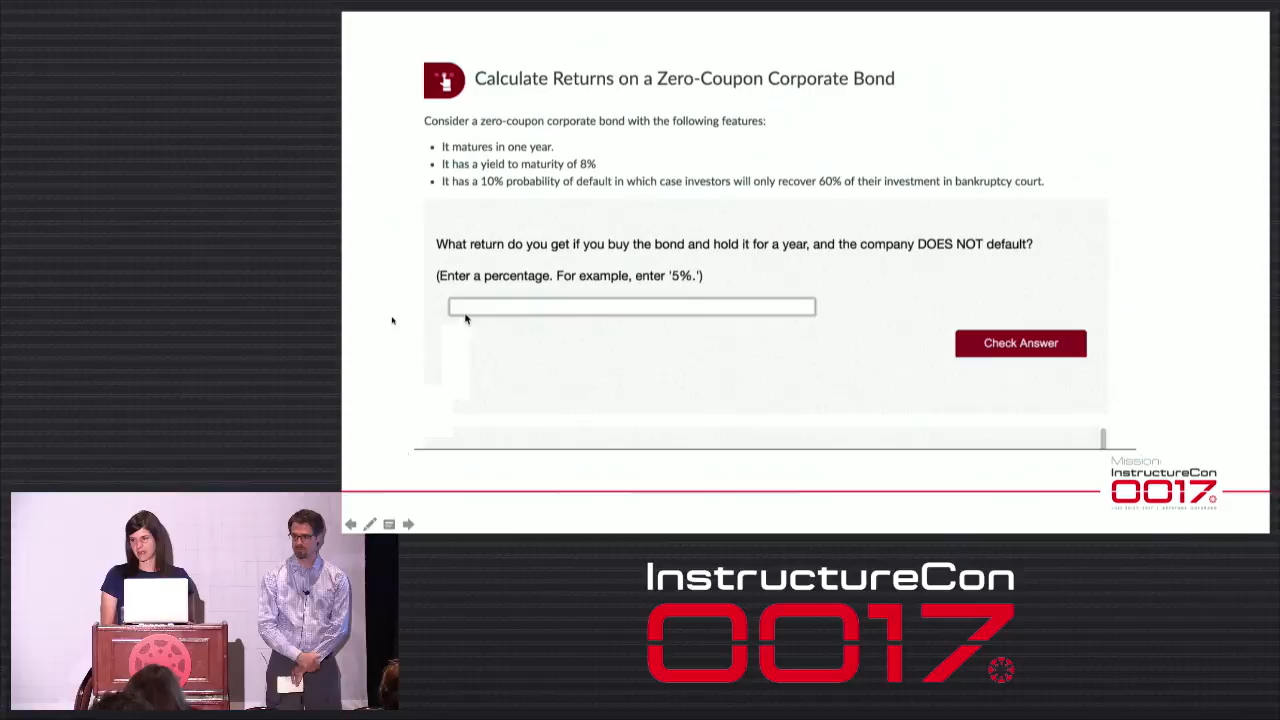 Calculate Returns on a Zero-Coupon Corporate Bond
Consider a zero-coupon corporate bond with the following features:
• It matures in one year.
• It has a yield to maturity of 8%
• It has a 10% probability of default in which case investors will only recover 60% of their investment in bankruptcy court.
What return do you get if you buy the bond and hold it for a year, and the company DOES NOT default?
(Enter a percentage. For example, enter '5%.')
Check Answer
Mission:
InstructureCon
0017
InstructureCon
0017